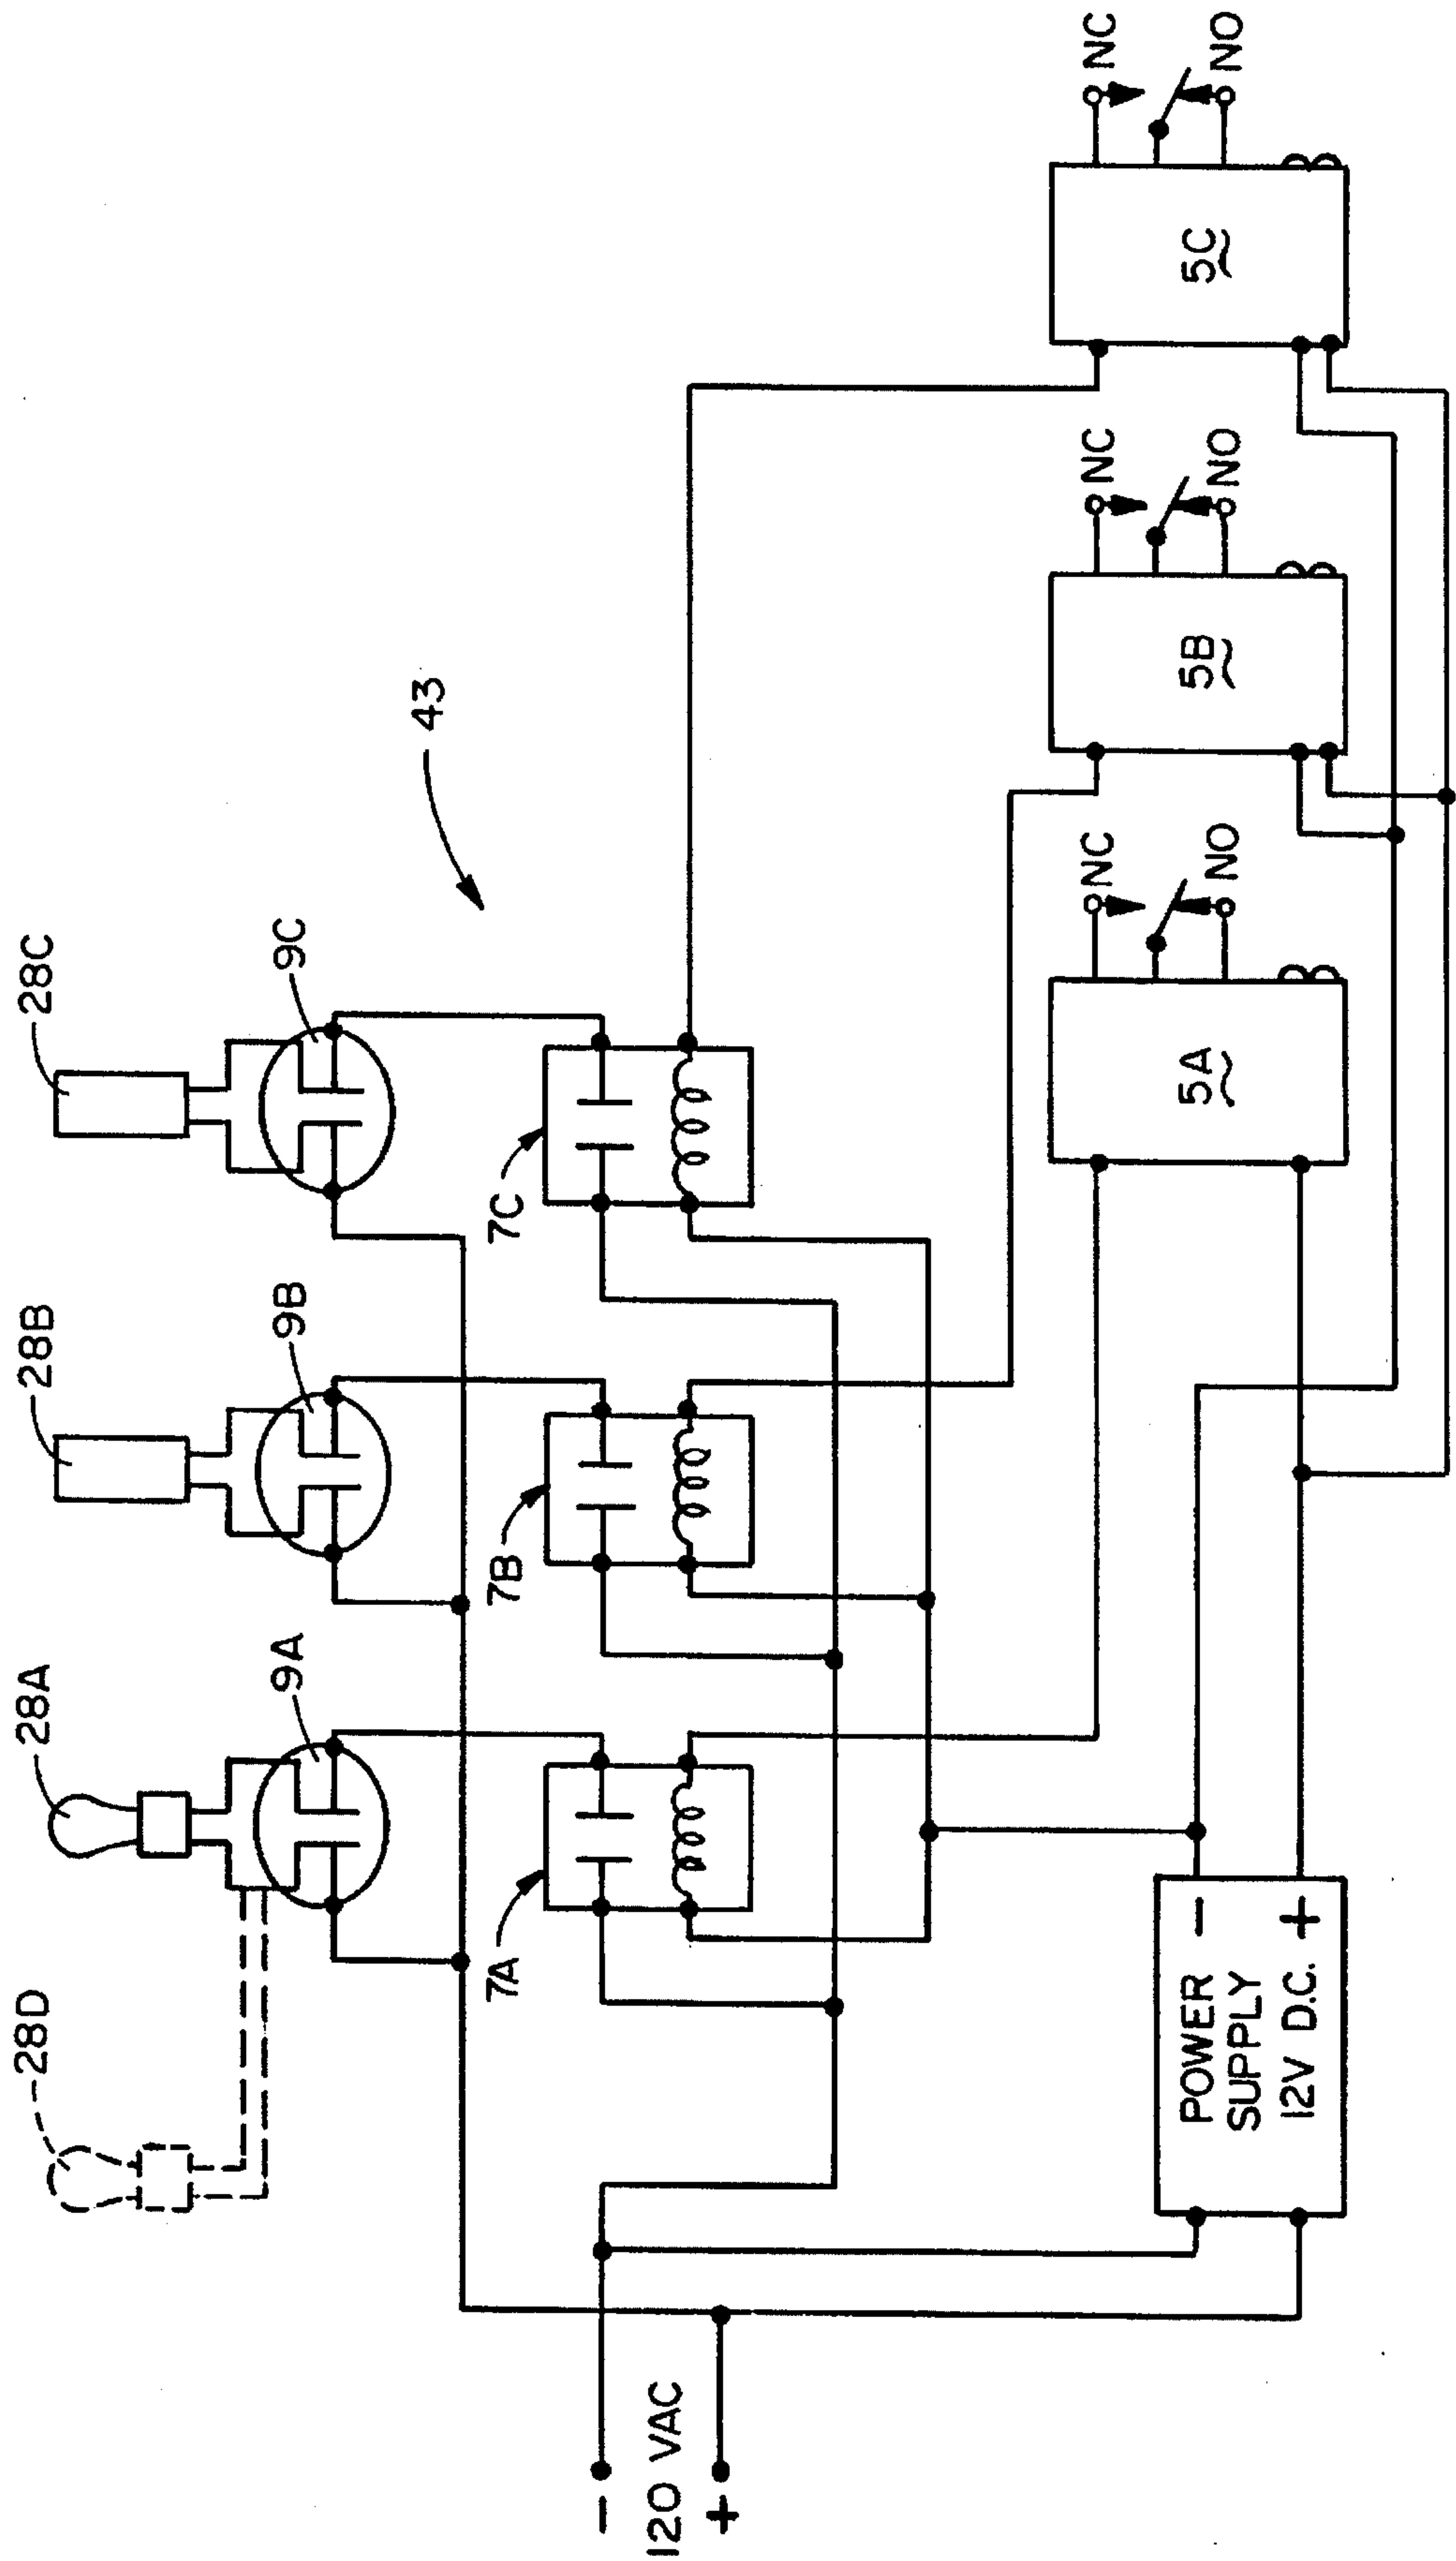 28D
28A
28B
28C
9A
9B
9C
43
7A
7B
7C
–
120 VAC
+
POWER –
SUPPLY
12V D.C. +
5A
5B
5C
NC
NO
NC
NO
NC
NO